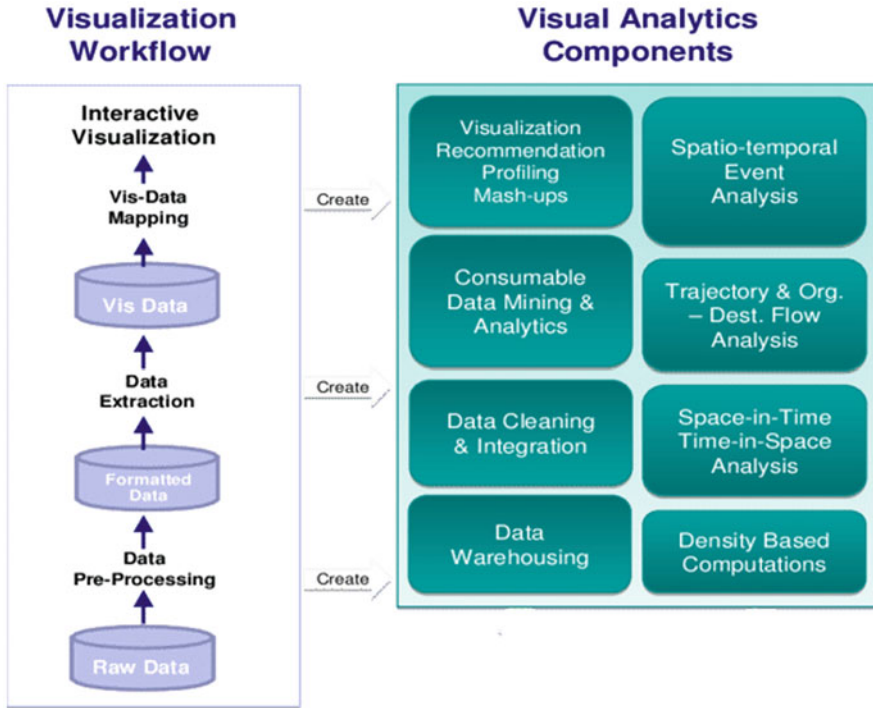 Visualization
Workflow
Interactive
Visualization
Vis-Data
Mapping
Vis Data
Data
Extraction
Formatted
Data
Data
Pre-Processing
Raw Data
Create
Create
Create
Visual Analytics
Components
Visualization
Recommendation
Profiling
Mash-ups
Spatio-temporal
Event
Analysis
Consumable
Data Mining &
Analytics
Trajectory & Org.
– Dest. Flow
Analysis
Data Cleaning
& Integration
Space-in-Time
Time-in-Space
Analysis
Data
Warehousing
Density Based
Computations